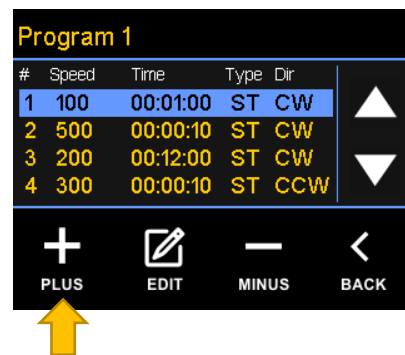 Program 1
# Speed Time Type Dir
1 100 00:01:00 ST CW
2 500 00:00:10 ST CW
3 200 00:12:00 ST CW
4 300 00:00:10 ST CCW
PLUS EDIT MINUS BACK